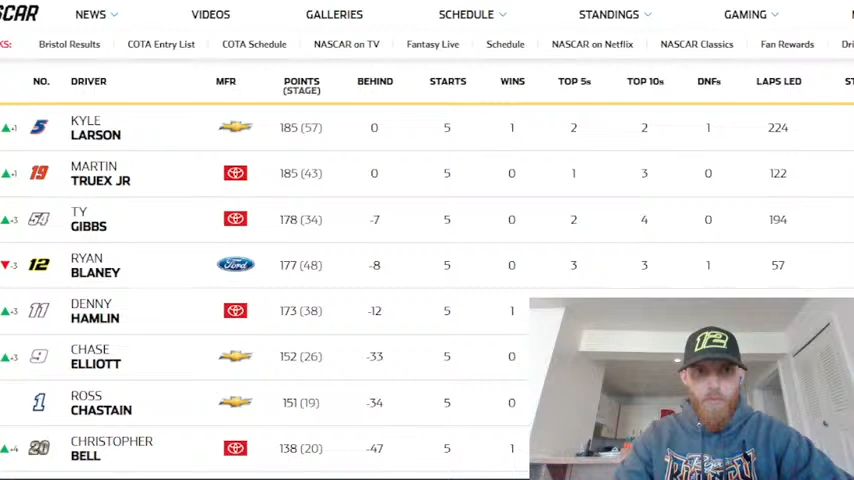 SCAR NEWS VIDEOS GALLERIES SCHEDULE STANDINGS GAMING
KS: Bristol Results COTA Entry List COTA Schedule NASCAR on TV Fantasy Live Schedule NASCAR on Netflix NASCAR Classics Fan Rewards Dri
NO. DRIVER MFR POINTS (STAGE) BEHIND STARTS WINS TOP 5s TOP 10s DNFs LAPS LED ST
+1 5 KYLE LARSON 185 (57) 0 5 1 2 2 1 224
+1 19 MARTIN TRUEX JR 185 (43) 0 5 0 1 3 0 122
+3 54 TY GIBBS 178 (34) -7 5 0 2 4 0 194
-3 12 RYAN BLANEY Ford 177 (48) -8 5 0 3 3 1 57
+3 11 DENNY HAMLIN 173 (38) -12 5 1
+3 9 CHASE ELLIOTT 152 (26) -33 5 0
1 ROSS CHASTAIN 151 (19) -34 5 0
+4 20 CHRISTOPHER BELL 138 (20) -47 5 1
12